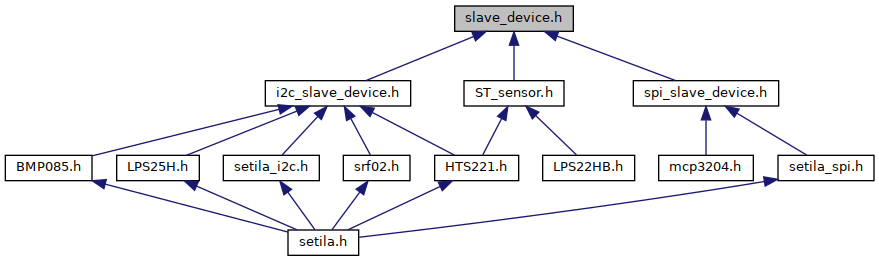 slave_device.h
i2c_slave_device.h
ST_sensor.h
spi_slave_device.h
BMP085.h
LPS25H.h
setila_i2c.h
srf02.h
HTS221.h
LPS22HB.h
mcp3204.h
setila_spi.h
setila.h